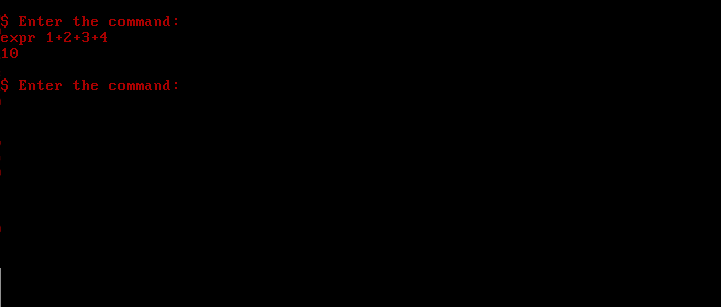 $ Enter the command:
expr 1+2+3+4
10
$ Enter the command: